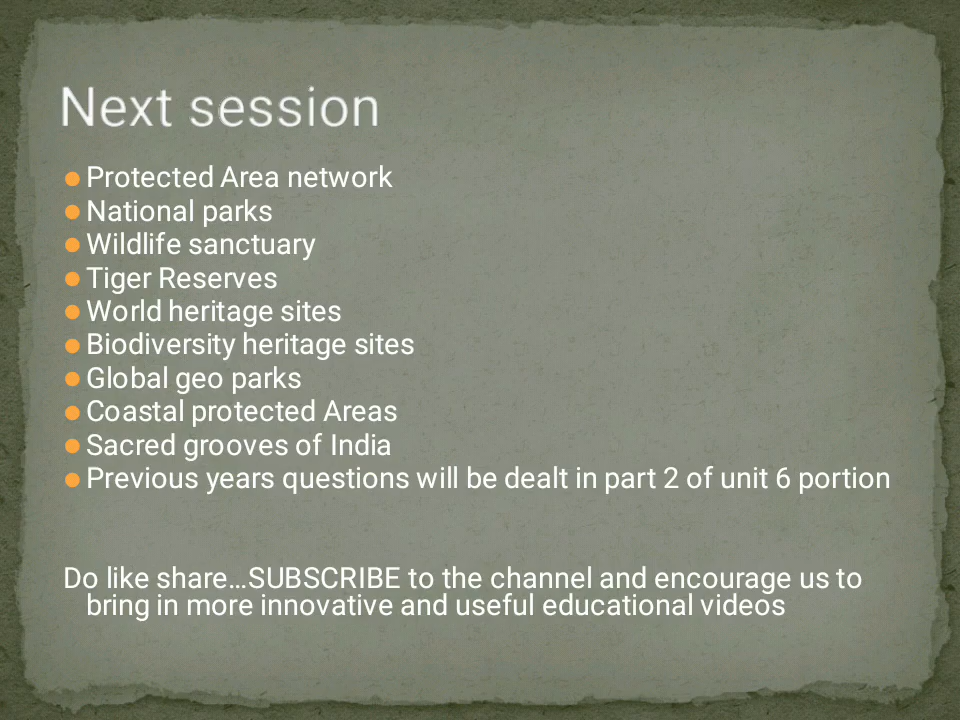 Next session
Protected Area network
National parks
Wildlife sanctuary
Tiger Reserves
World heritage sites
Biodiversity heritage sites
Global geo parks
Coastal protected Areas
Sacred grooves of India
Previous years questions will be dealt in part 2 of unit 6 portion
Do like share…SUBSCRIBE to the channel and encourage us to
bring in more innovative and useful educational videos